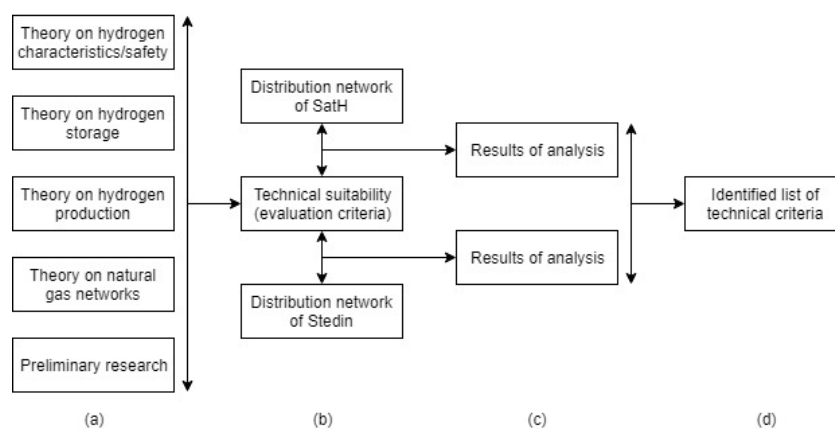 Theory on hydrogen
characteristics/safety
Theory on hydrogen
storage
Theory on hydrogen
production
Theory on natural
gas networks
Preliminary research
(a)
Distribution network
of SatH
Technical suitability
(evaluation criteria)
Distribution network
of Stedin
(b)
Results of analysis
Results of analysis
(c)
Identified list of
technical criteria
(d)